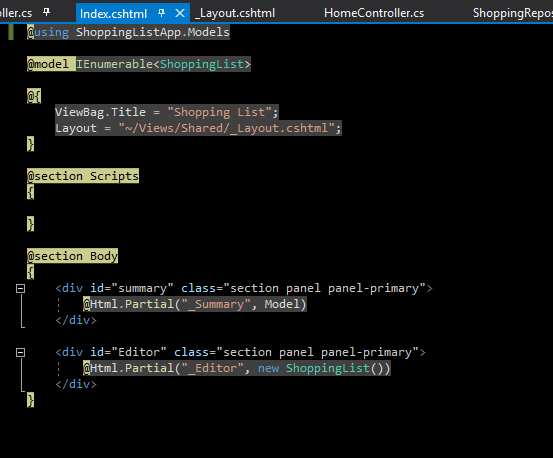 ller.cs Index.cshtml _Layout.cshtml HomeController.cs ShoppingRepos
@using ShoppingListApp.Models
@model IEnumerable<ShoppingList>
@{
ViewBag.Title = "Shopping List";
Layout = "~/Views/Shared/_Layout.cshtml";
}
@section Scripts
{
}
@section Body
{
<div id="summary" class="section panel panel-primary">
@Html.Partial("_Summary", Model)
</div>
<div id="Editor" class="section panel panel-primary">
@Html.Partial("_Editor", new ShoppingList())
</div>
}